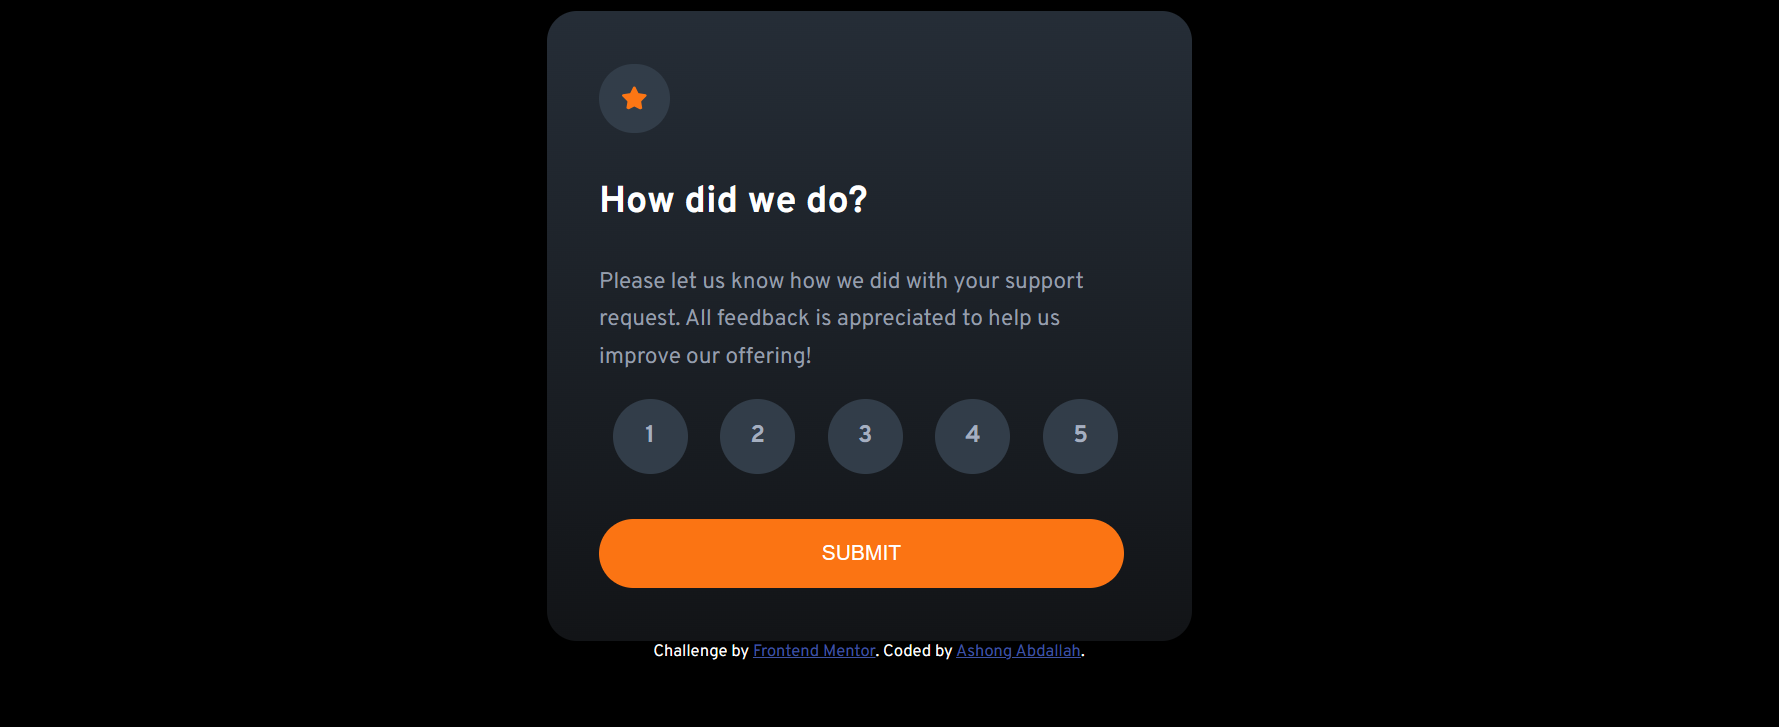 How did we do?
Please let us know how we did with your support
request. All feedback is appreciated to help us
improve our offering!
1 2 3 4 5
SUBMIT
Challenge by Frontend Mentor. Coded by Ashong Abdallah.